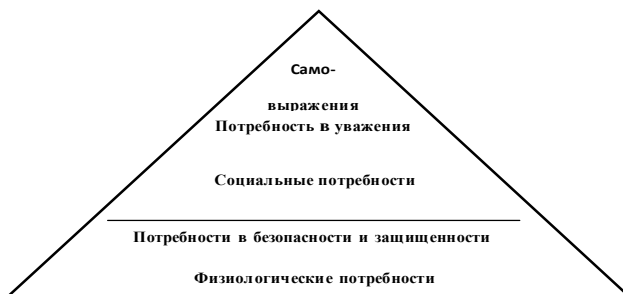 Само-
выражения
Потребность в уважения
Социальные потребности
Потребности в безопасности и защищенности
Физиологические потребности